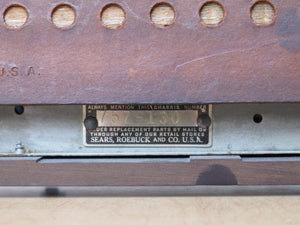 U.S.A.
ALWAYS MENTION THIS CHASSIS NUMBER
ORDER REPLACEMENT PARTS BY MAIL OR
THROUGH ANY OF OUR RETAIL STORES
SEARS, ROEBUCK AND CO. U.S.A.